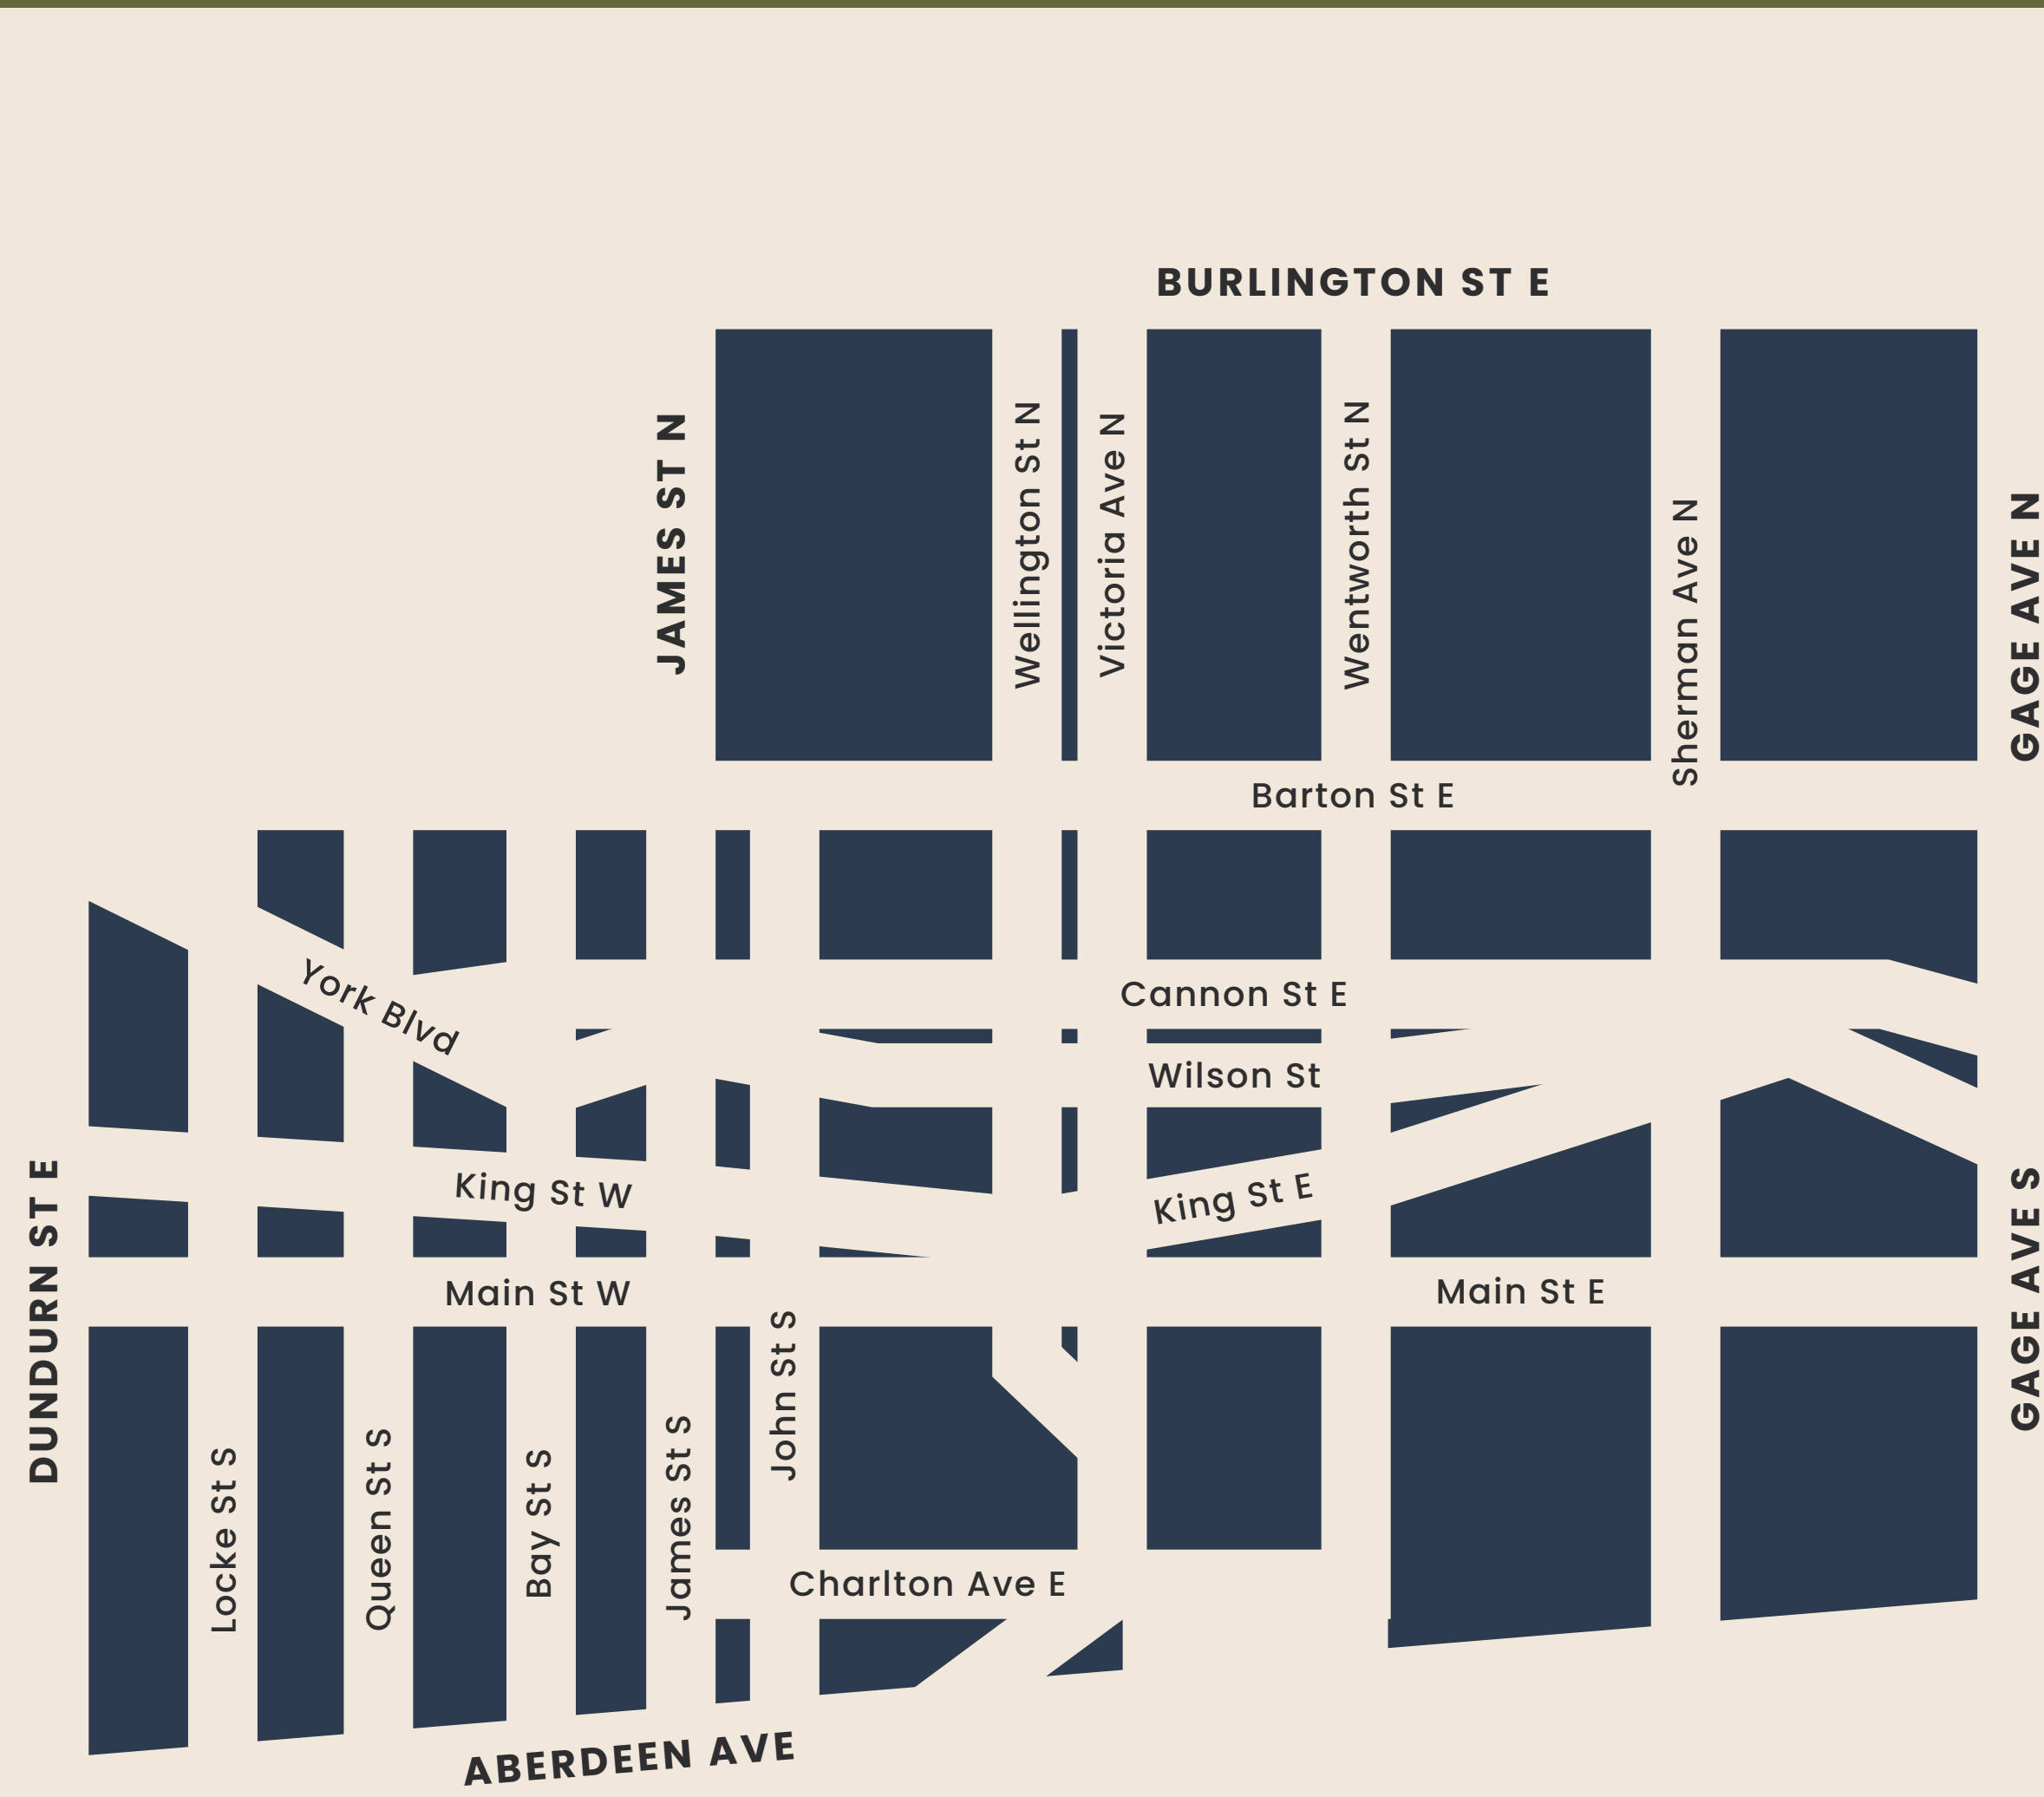 BURLINGTON ST E
JAMES ST N
Wellington St N
Victoria Ave N
Wentworth St N
Sherman Ave N
GAGE AVE N
Barton St E
York Blvd
Cannon St E
Wilson St
King St W
King St E
DUNDURN ST E
Main St W
Main St E
GAGE AVE S
Locke St S
Queen St S
Bay St S
James St S
John St S
Charlton Ave E
ABERDEEN AVE